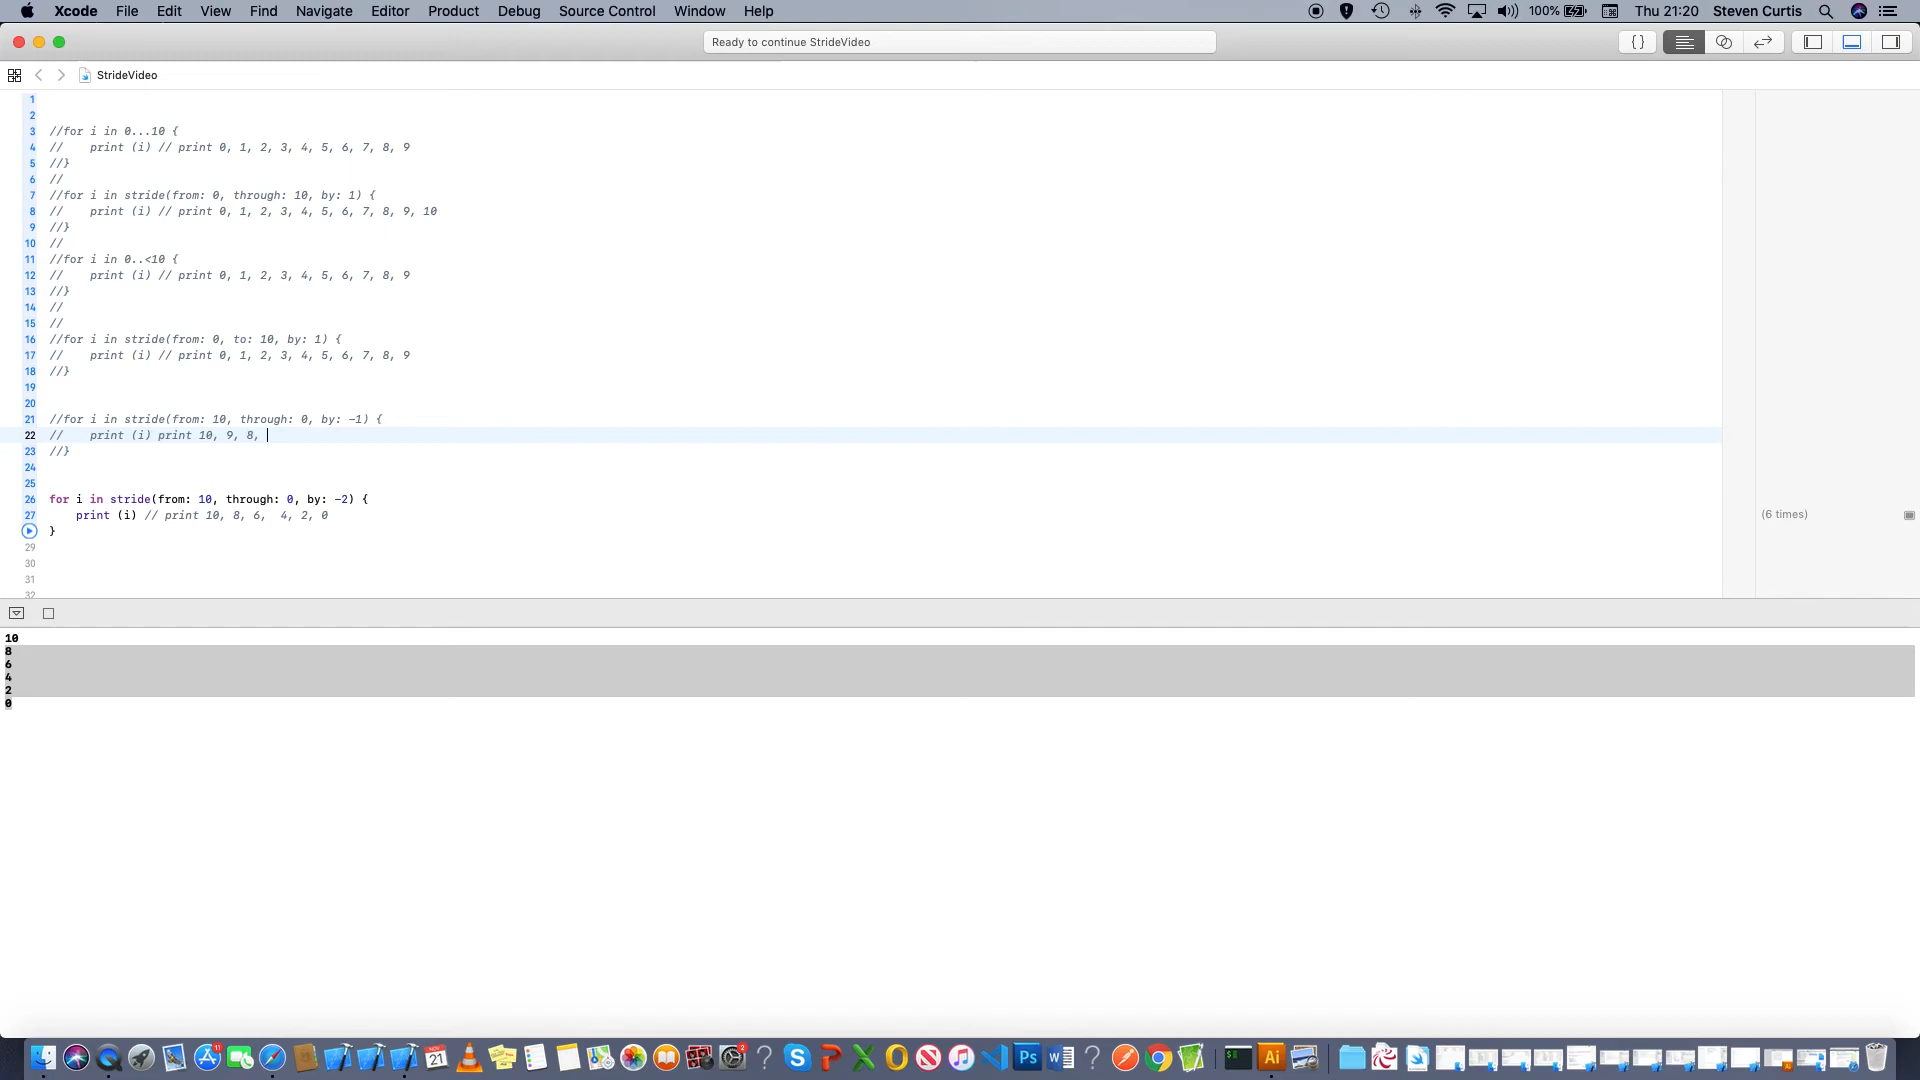 Xcode File Edit View Find Navigate Editor Product Debug Source Control Window Help 100% Thu 21:20 Steven Curtis
Ready to continue StrideVideo { }
StrideVideo
1
2
3 //for i in 0...10 {
4 //    print (i) // print 0, 1, 2, 3, 4, 5, 6, 7, 8, 9
5 //}
6 //
7 //for i in stride(from: 0, through: 10, by: 1) {
8 //    print (i) // print 0, 1, 2, 3, 4, 5, 6, 7, 8, 9, 10
9 //}
10 //
11 //for i in 0..<10 {
12 //    print (i) // print 0, 1, 2, 3, 4, 5, 6, 7, 8, 9
13 //}
14 //
15 //
16 //for i in stride(from: 0, to: 10, by: 1) {
17 //    print (i) // print 0, 1, 2, 3, 4, 5, 6, 7, 8, 9
18 //}
19
20
21 //for i in stride(from: 10, through: 0, by: -1) {
22 //    print (i) print 10, 9, 8,
23 //}
24
25
26 for i in stride(from: 10, through: 0, by: -2) {
27     print (i) // print 10, 8, 6,  4, 2, 0 (6 times)
}
29
30
31
32
10
8
6
4
2
0
11 NOV 21 2 Ps Ai